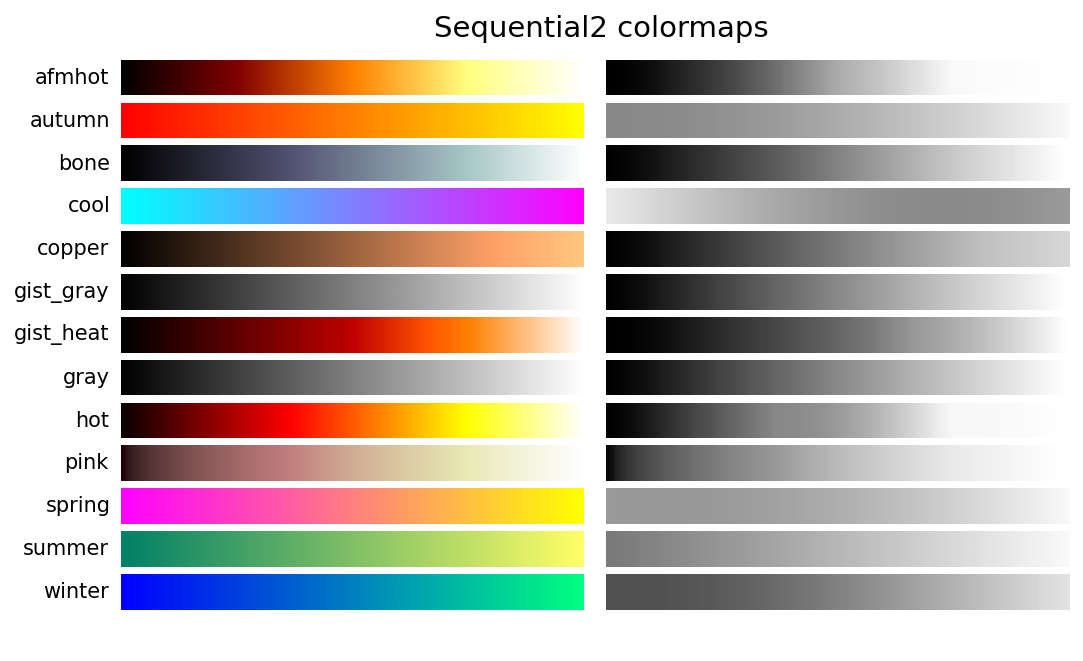 Sequential2 colormaps
afmhot
autumn
bone
cool
copper
gist_gray
gist_heat
gray
hot
pink
spring
summer
winter